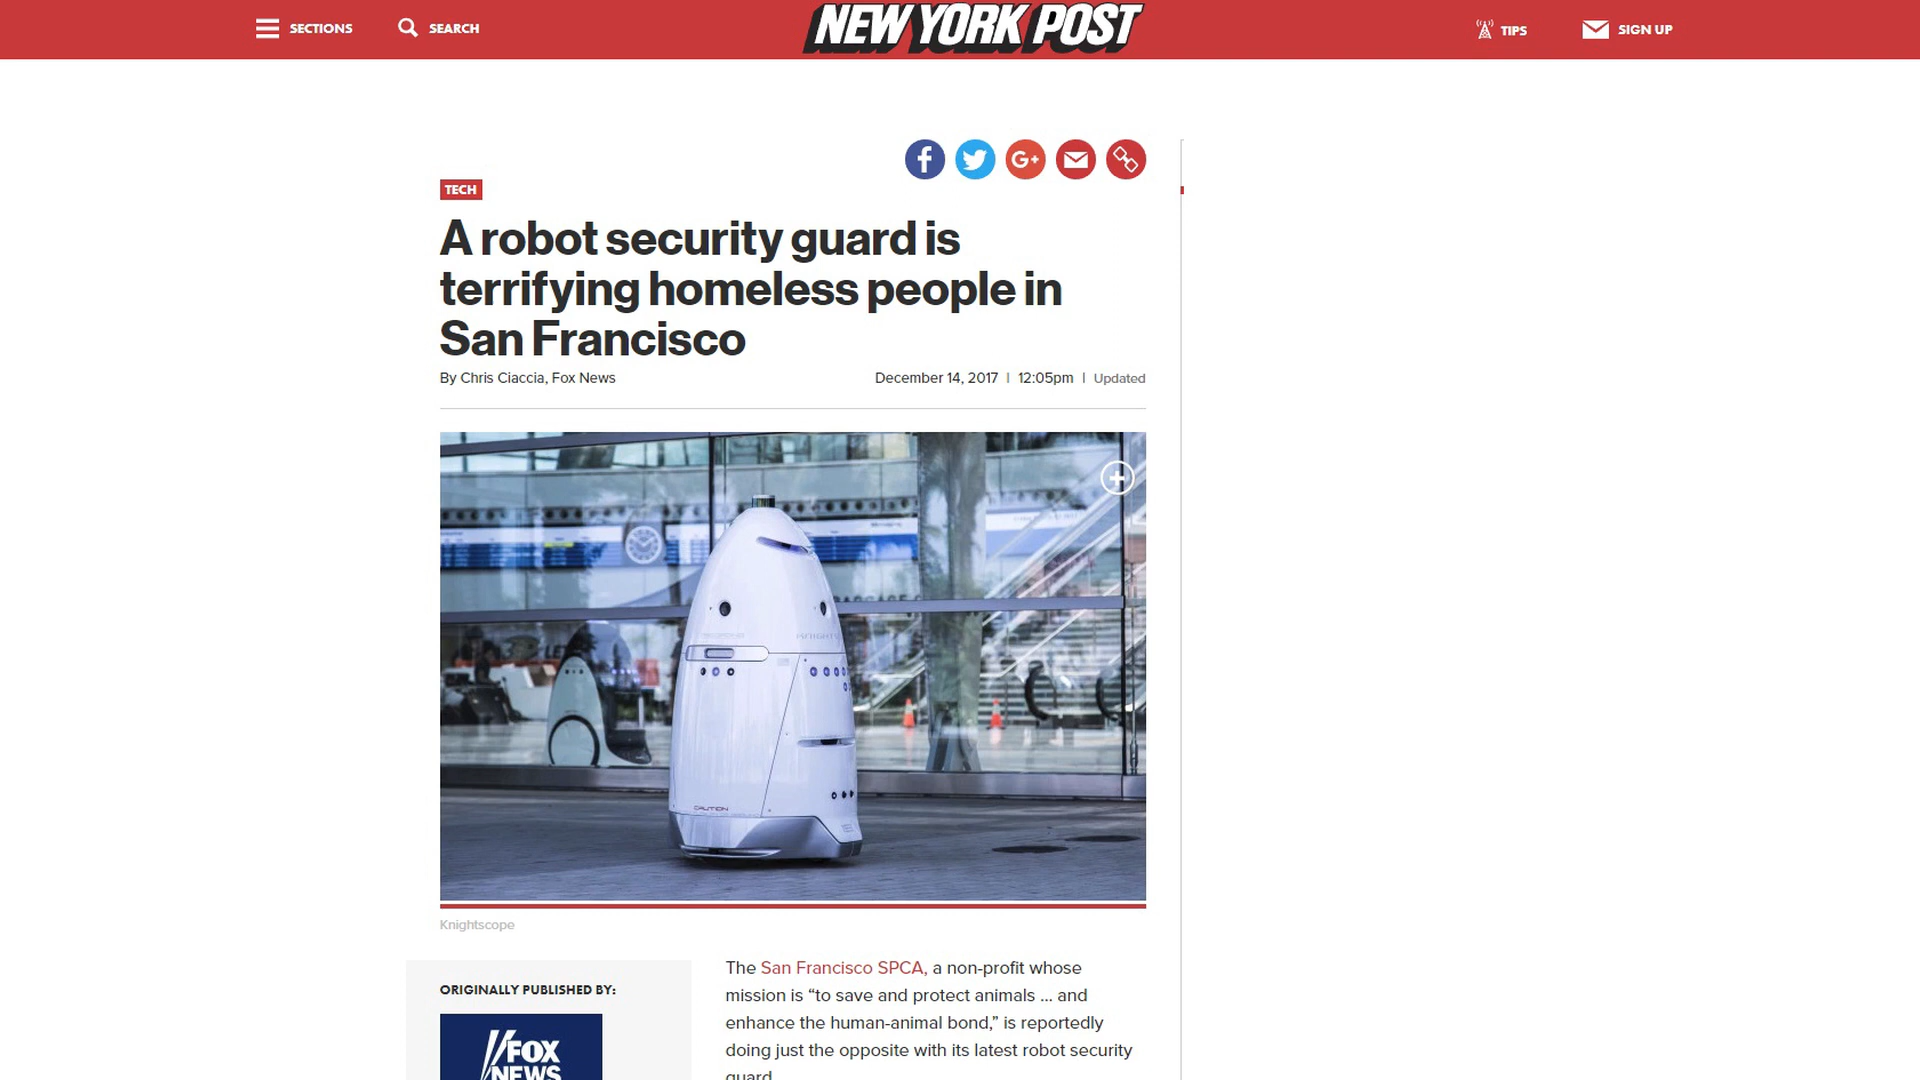 SECTIONS
SEARCH
NEW YORK POST
TIPS
SIGN UP
TECH
A robot security guard is
terrifying homeless people in
San Francisco
By Chris Ciaccia, Fox News
December 14, 2017 | 12:05pm | Updated
CAUTION
Knightscope
ORIGINALLY PUBLISHED BY:
FOX
NEWS
The San Francisco SPCA, a non-profit whose
mission is “to save and protect animals ... and
enhance the human-animal bond,” is reportedly
doing just the opposite with its latest robot security
guard.